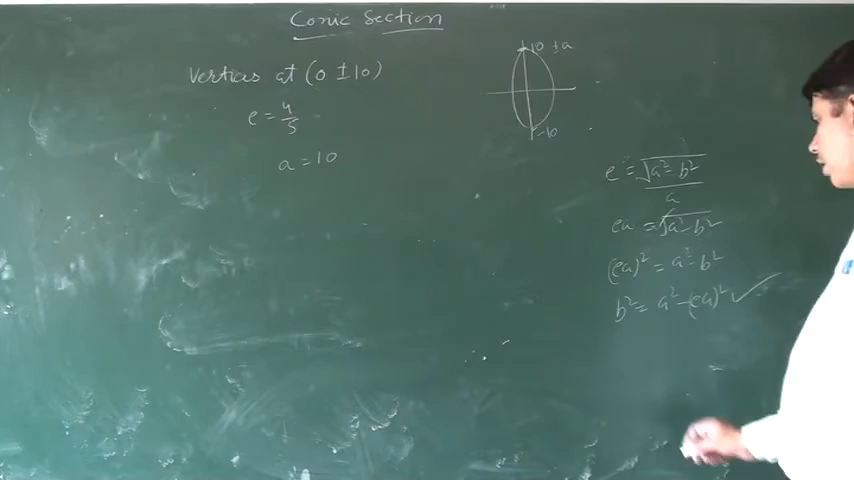 Conic Section
Vertices at (0 ±10)
e = 4/5
a = 10
10 ±a
-10
e = √a²-b² / a
ea = √a²-b²
(ea)² = a²-b²
b² = a²-(ea)² ✓